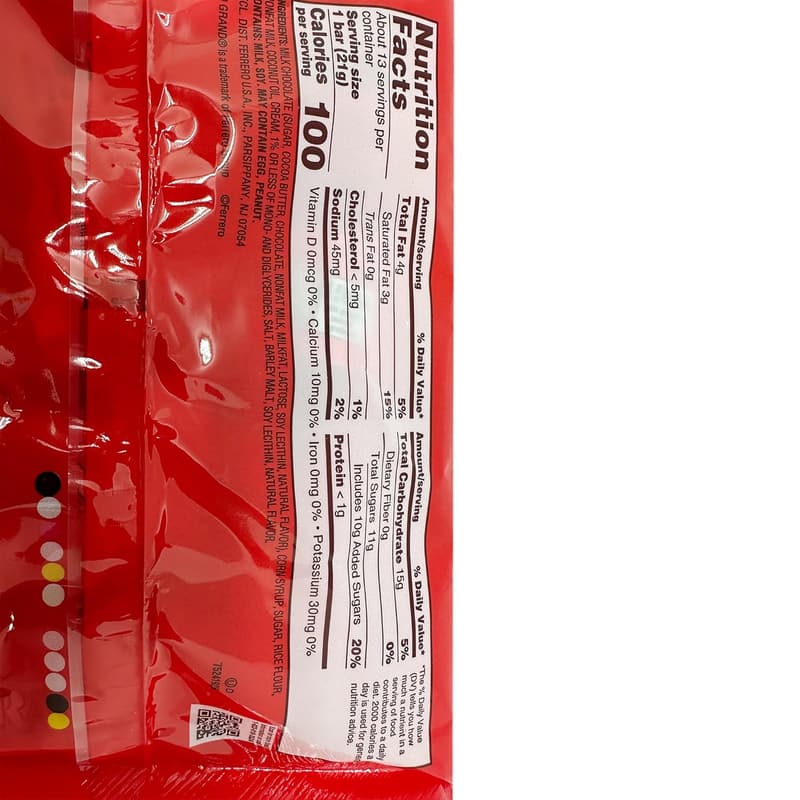 Nutrition
Facts
About 13 servings per
container
Serving size
1 bar (21g)
Calories
per serving
100
Amount/serving % Daily Value*
Total Fat 4g 5%
Saturated Fat 3g 15%
Trans Fat 0g
Cholesterol < 5mg 1%
Sodium 45mg 2%
Amount/serving % Daily Value*
Total Carbohydrate 15g 5%
Dietary Fiber 0g 0%
Total Sugars 11g
Includes 10g Added Sugars 20%
Protein < 1g
Vitamin D 0mcg 0% • Calcium 10mg 0% • Iron 0mg 0% • Potassium 30mg 0%
*The % Daily Value
(DV) tells you how
much a nutrient in a
serving of food
contributes to a daily
diet. 2000 calories a
day is used for
nutrition advice.
INGREDIENTS: MILK CHOCOLATE (SUGAR, COCOA BUTTER, CHOCOLATE, NONFAT MILK, MILKFAT, LACTOSE, SOY LECITHIN, NATURAL FLAVOR), CORN SYRUP, SUGAR, RICE FLOUR,
NONFAT MILK, COCONUT OIL, CREAM, 1% OR LESS OF MONO- AND DIGLYCERIDES, SALT, BARLEY MALT, SOY LECITHIN, NATURAL FLAVOR.
CONTAINS: MILK, SOY. MAY CONTAIN EGG, PEANUT.
DIST. FERRERO U.S.A., INC., PARSIPPANY, NJ 07054
GRAND® is a trademark of Ferrero ©Ferrero